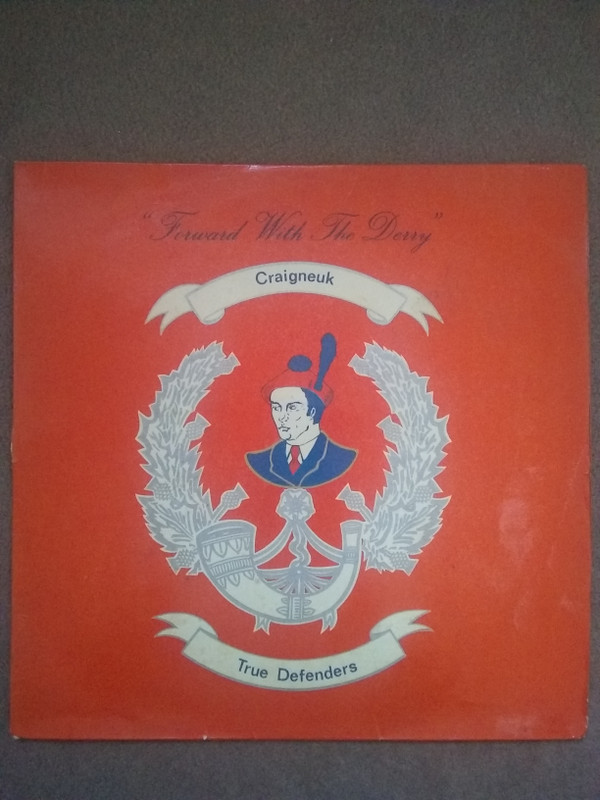 "Forward With The Derry"
Craigneuk
True Defenders